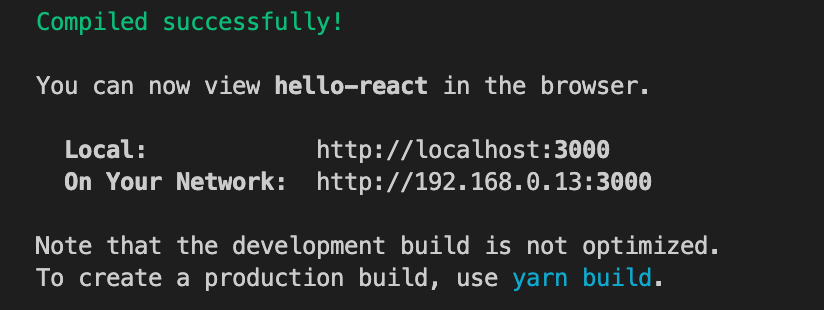 Compiled successfully!
You can now view hello-react in the browser.
Local: http://localhost:3000
On Your Network: http://192.168.0.13:3000
Note that the development build is not optimized.
To create a production build, use yarn build.